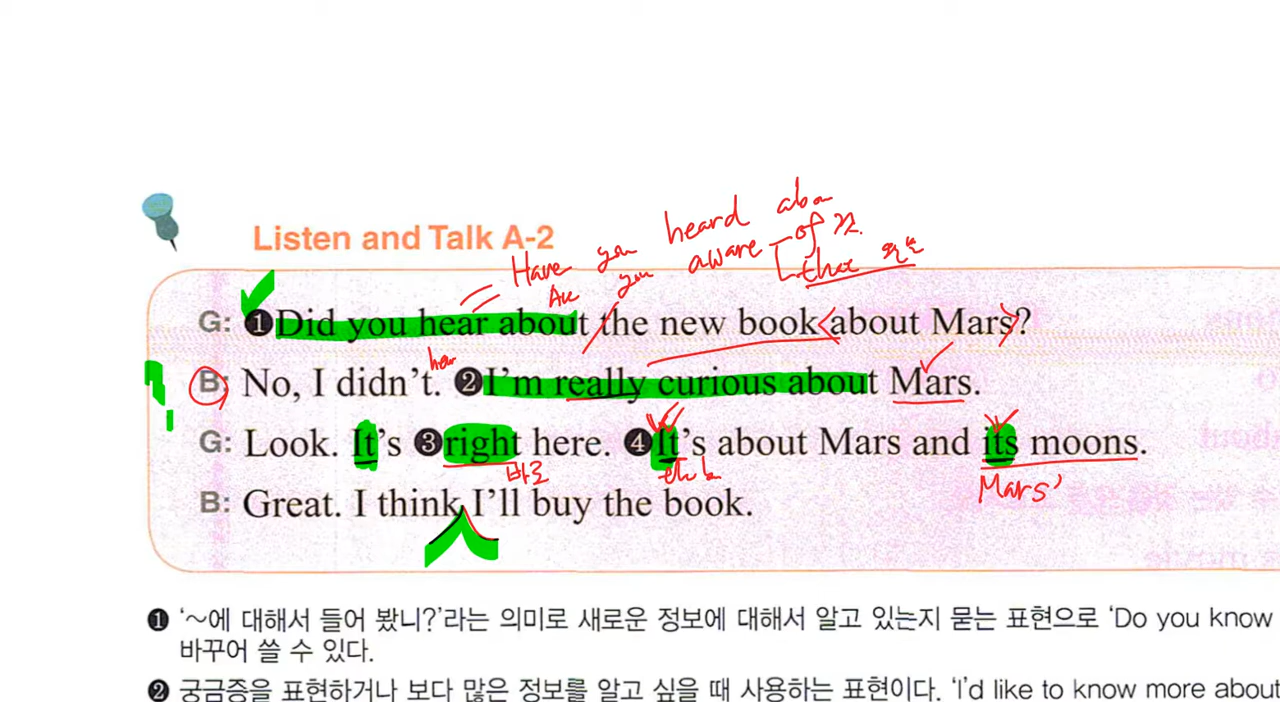 heard
Have you
aware of
Are you
Listen and Talk A-2
G: ❶Did you hear about the new book <about Mars>?
B: No, I didn't. ❷I'm really curious about Mars.
G: Look. It's ❸right here. ❹It's about Mars and its moons.
바로
Mars'
B: Great. I think I'll buy the book.
❶ '~에 대해서 들어 봤니?'라는 의미로 새로운 정보에 대해서 알고 있는지 묻는 표현으로 'Do you know
바꾸어 쓸 수 있다.
❷ 궁금증을 표현하거나 보다 많은 정보를 알고 싶을 때 사용하는 표현이다. 'I'd like to know more about